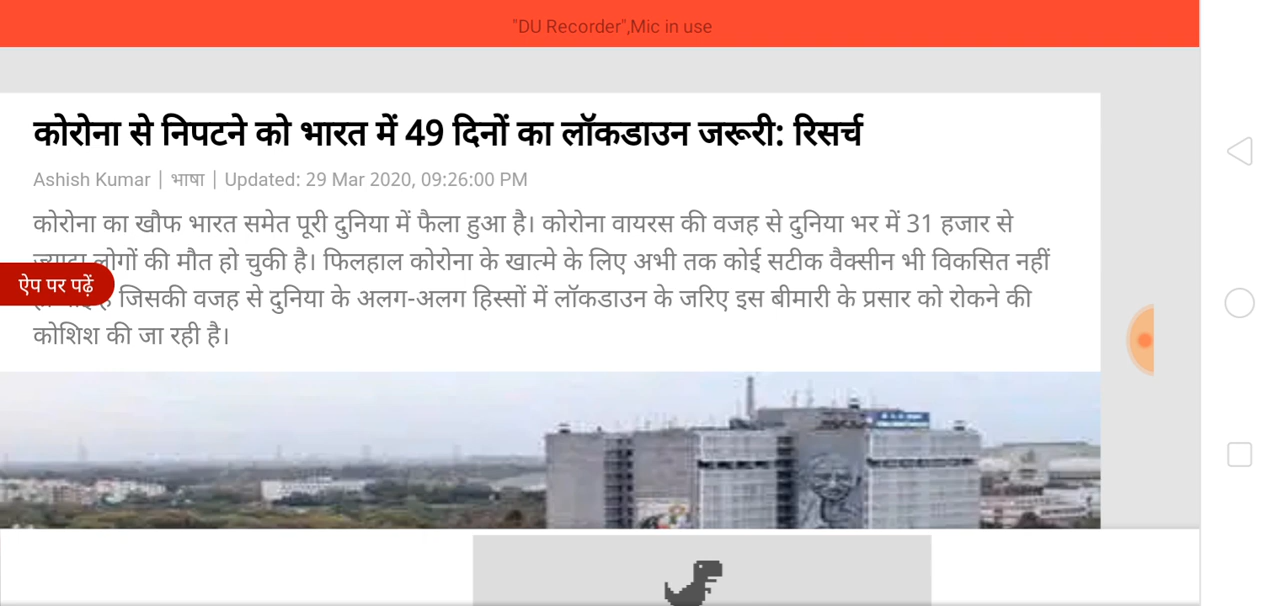 "DU Recorder",Mic in use
कोरोना से निपटने को भारत में 49 दिनों का लॉकडाउन जरूरी: रिसर्च
Ashish Kumar | भाषा | Updated: 29 Mar 2020, 09:26:00 PM
कोरोना का खौफ भारत समेत पूरी दुनिया में फैला हुआ है। कोरोना वायरस की वजह से दुनिया भर में 31 हजार से
लोगों की मौत हो चुकी है। फिलहाल कोरोना के खात्मे के लिए अभी तक कोई सटीक वैक्सीन भी विकसित नहीं
ऐप पर पढ़ें
जिसकी वजह से दुनिया के अलग-अलग हिस्सों में लॉकडाउन के जरिए इस बीमारी के प्रसार को रोकने की
कोशिश की जा रही है।